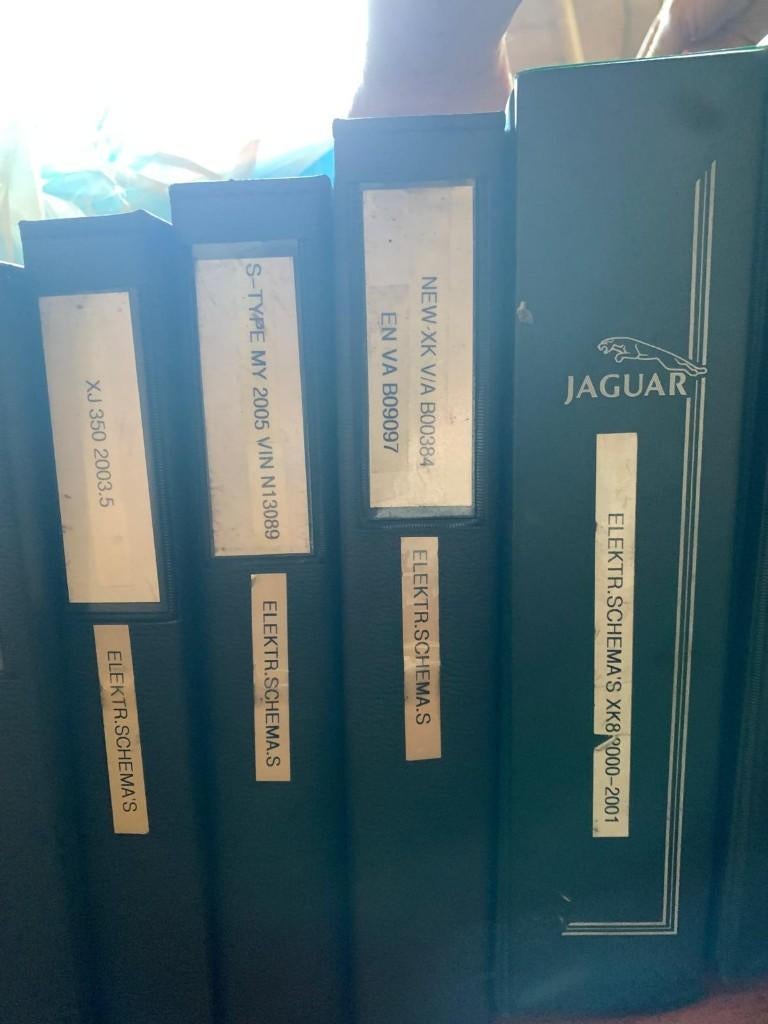 XJ 350 2003.5
ELEKTR.SCHEMA'S
S-TYPE MY 2005 VIN N13089
ELEKTR.SCHEMA.S
NEW-XK V/A B00384
EN VA B09097
ELEKTR.SCHEMA.S
JAGUAR
ELEKTR.SCHEMA'S XK8 2000-2001